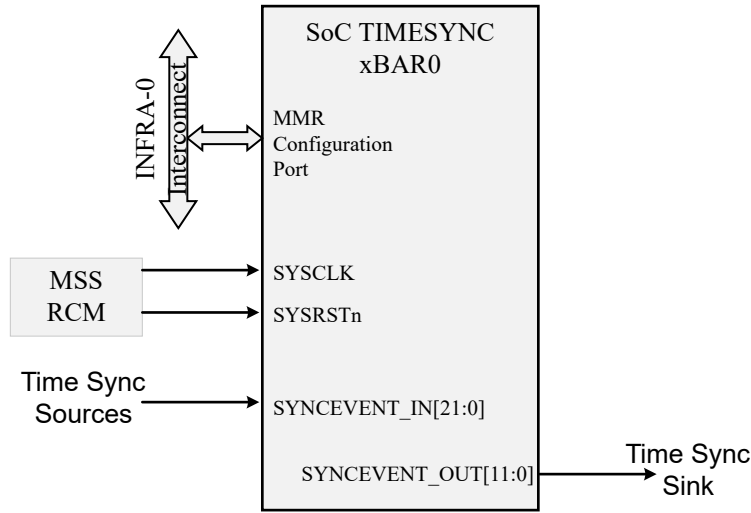 SoC TIMESYNC
xBAR0
INFRA-0
Interconnect
MMR
Configuration
Port
MSS
RCM
SYSCLK
SYSRSTn
Time Sync
Sources
SYNCEVENT_IN[21:0]
SYNCEVENT_OUT[11:0]
Time Sync
Sink